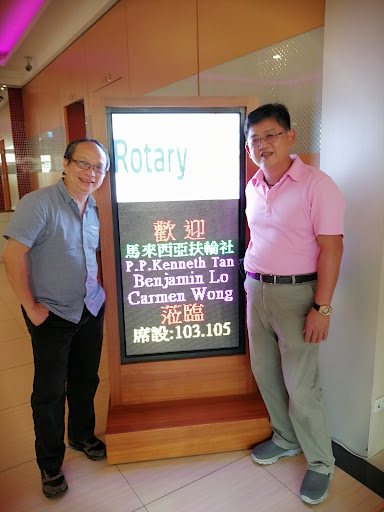 Rotary
歡迎
馬來西亞扶輪社
P.P.Kenneth Tan
Benjamin Lo
Carmen Wong
蒞臨
席設:103.105